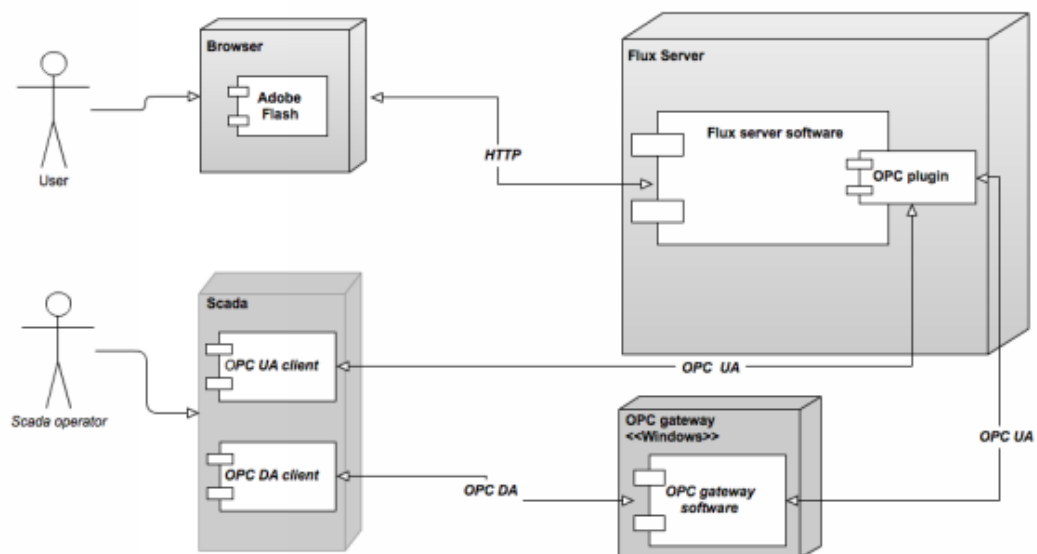 Browser
Adobe
Flash
User
HTTP
Flux Server
Flux server software
OPC plugin
Scada
OPC UA client
OPC DA client
Scada operator
OPC UA
OPC DA
OPC gateway
<<Windows>>
OPC gateway
software
OPC UA